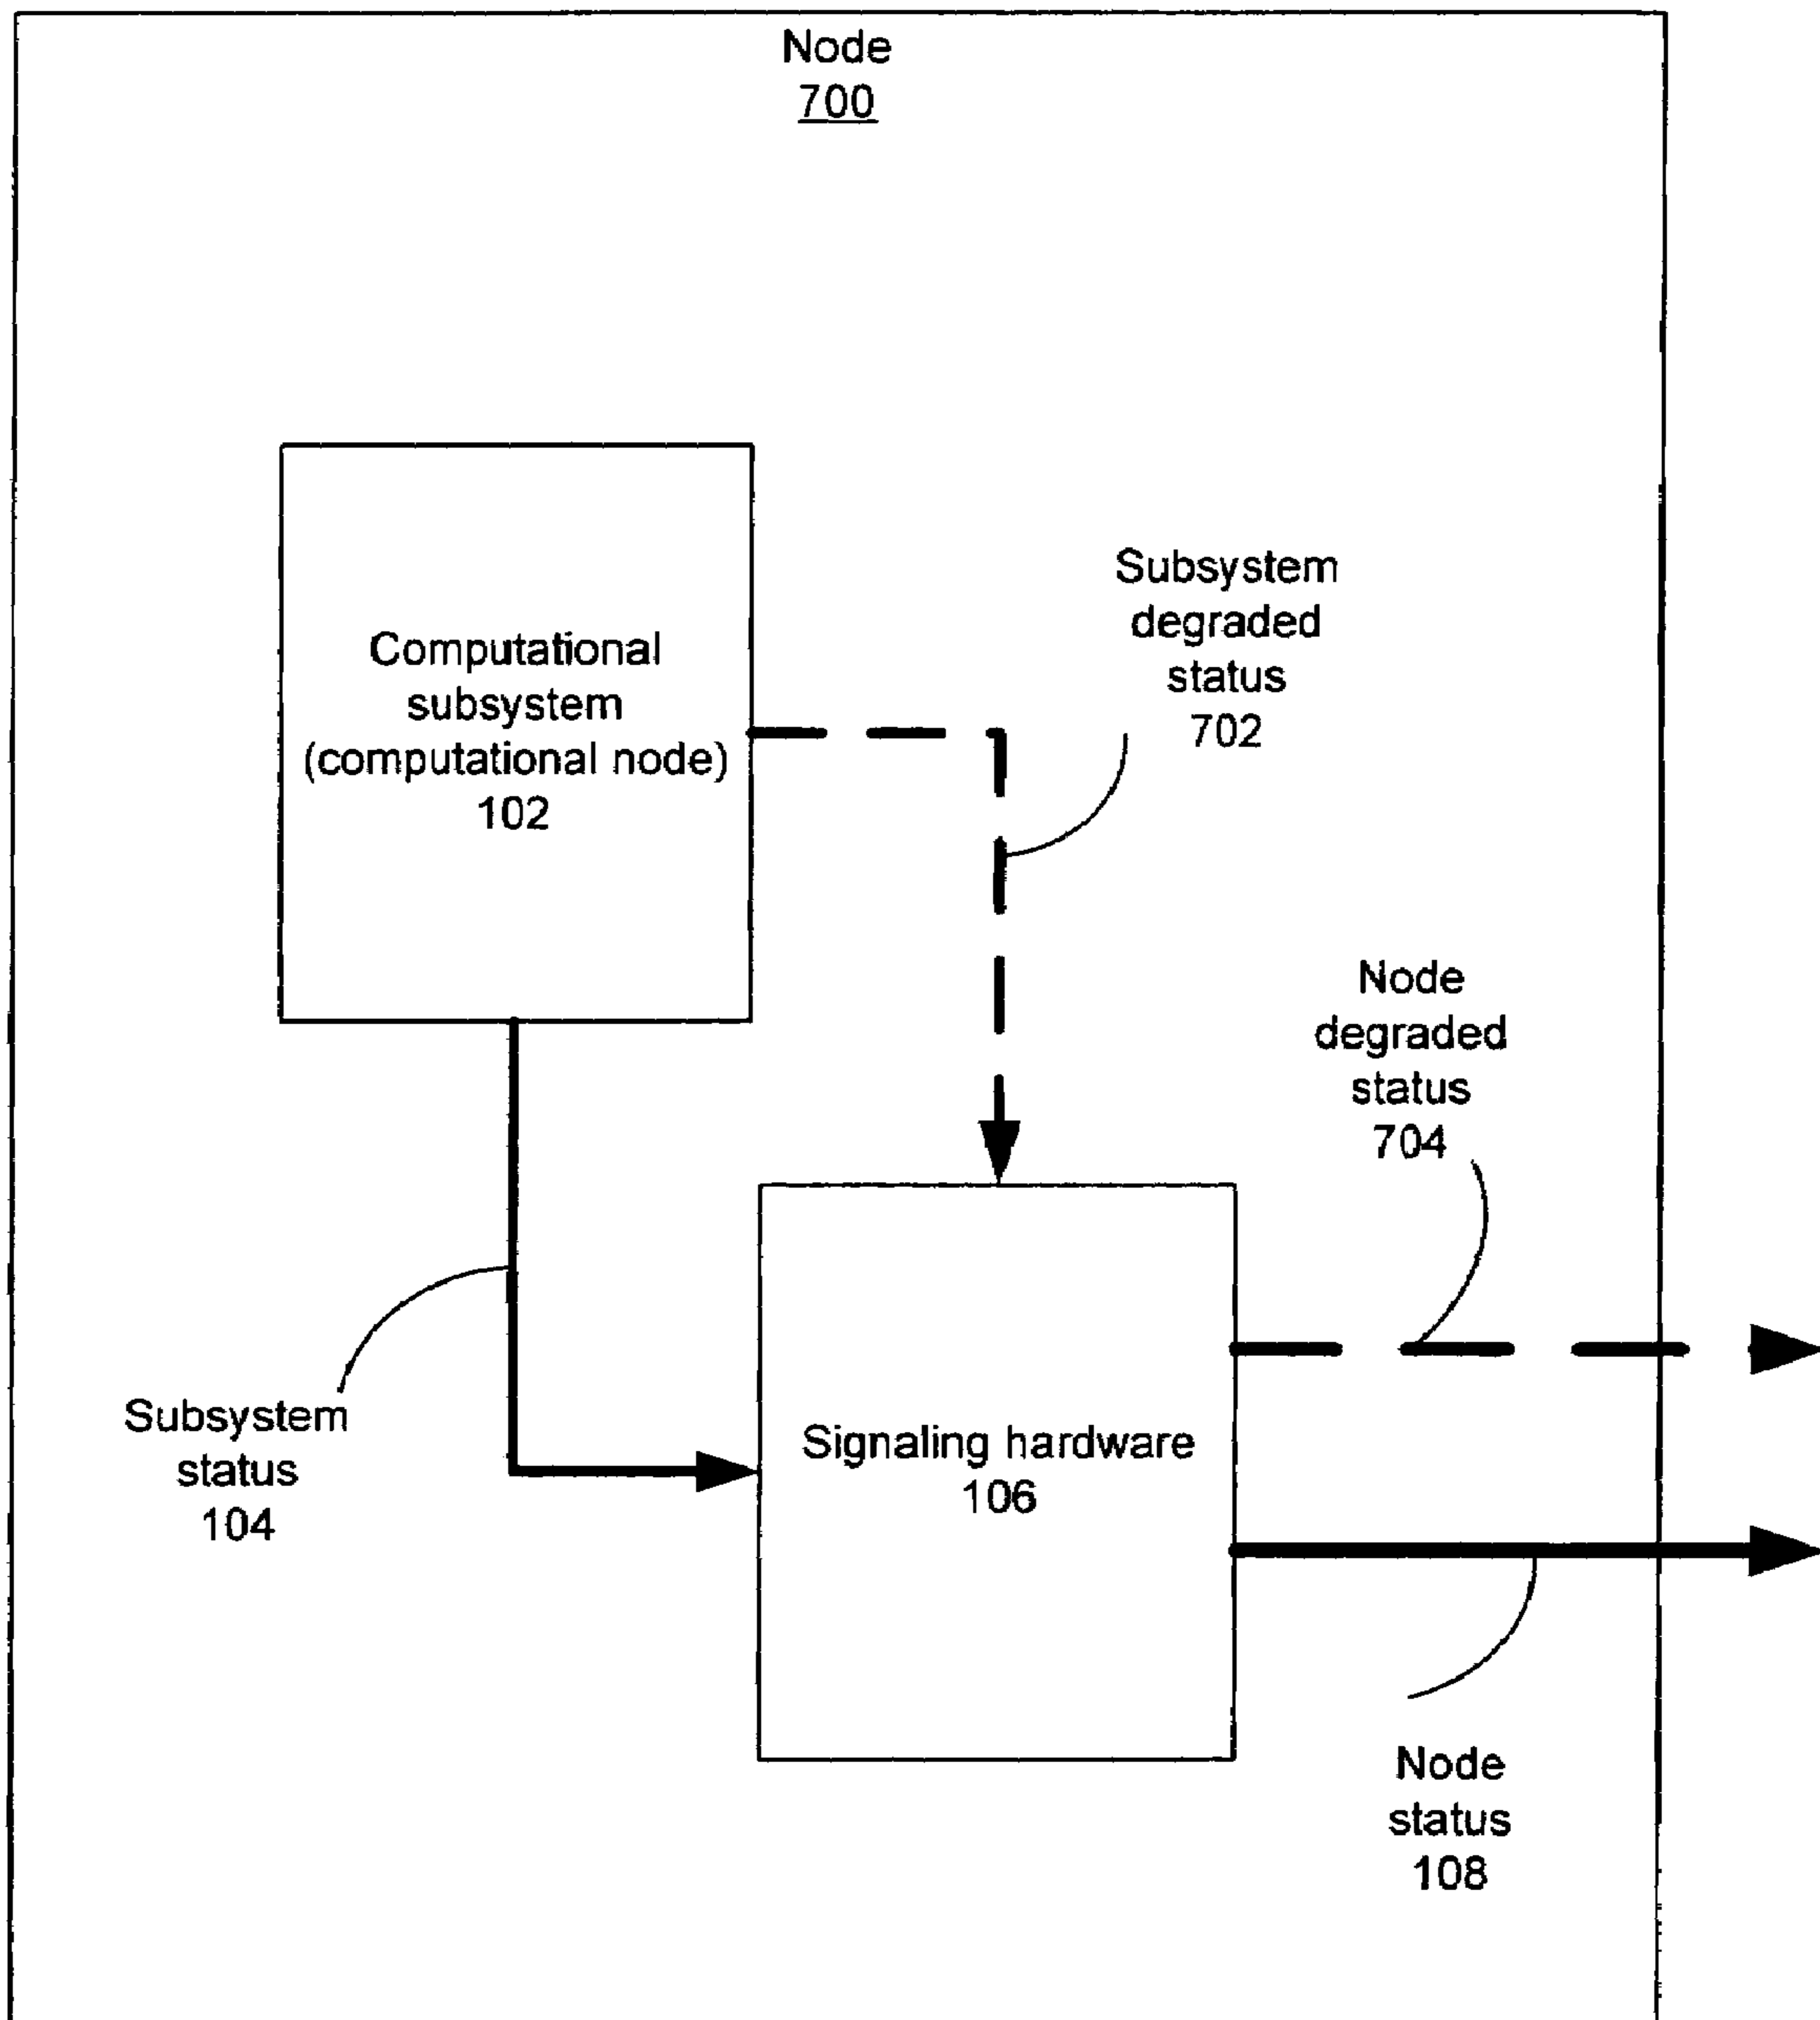 Node
700
Computational
subsystem
(computational node)
102
Subsystem
degraded
status
702
Node
degraded
status
704
Subsystem
status
104
Signaling hardware
106
Node
status
108